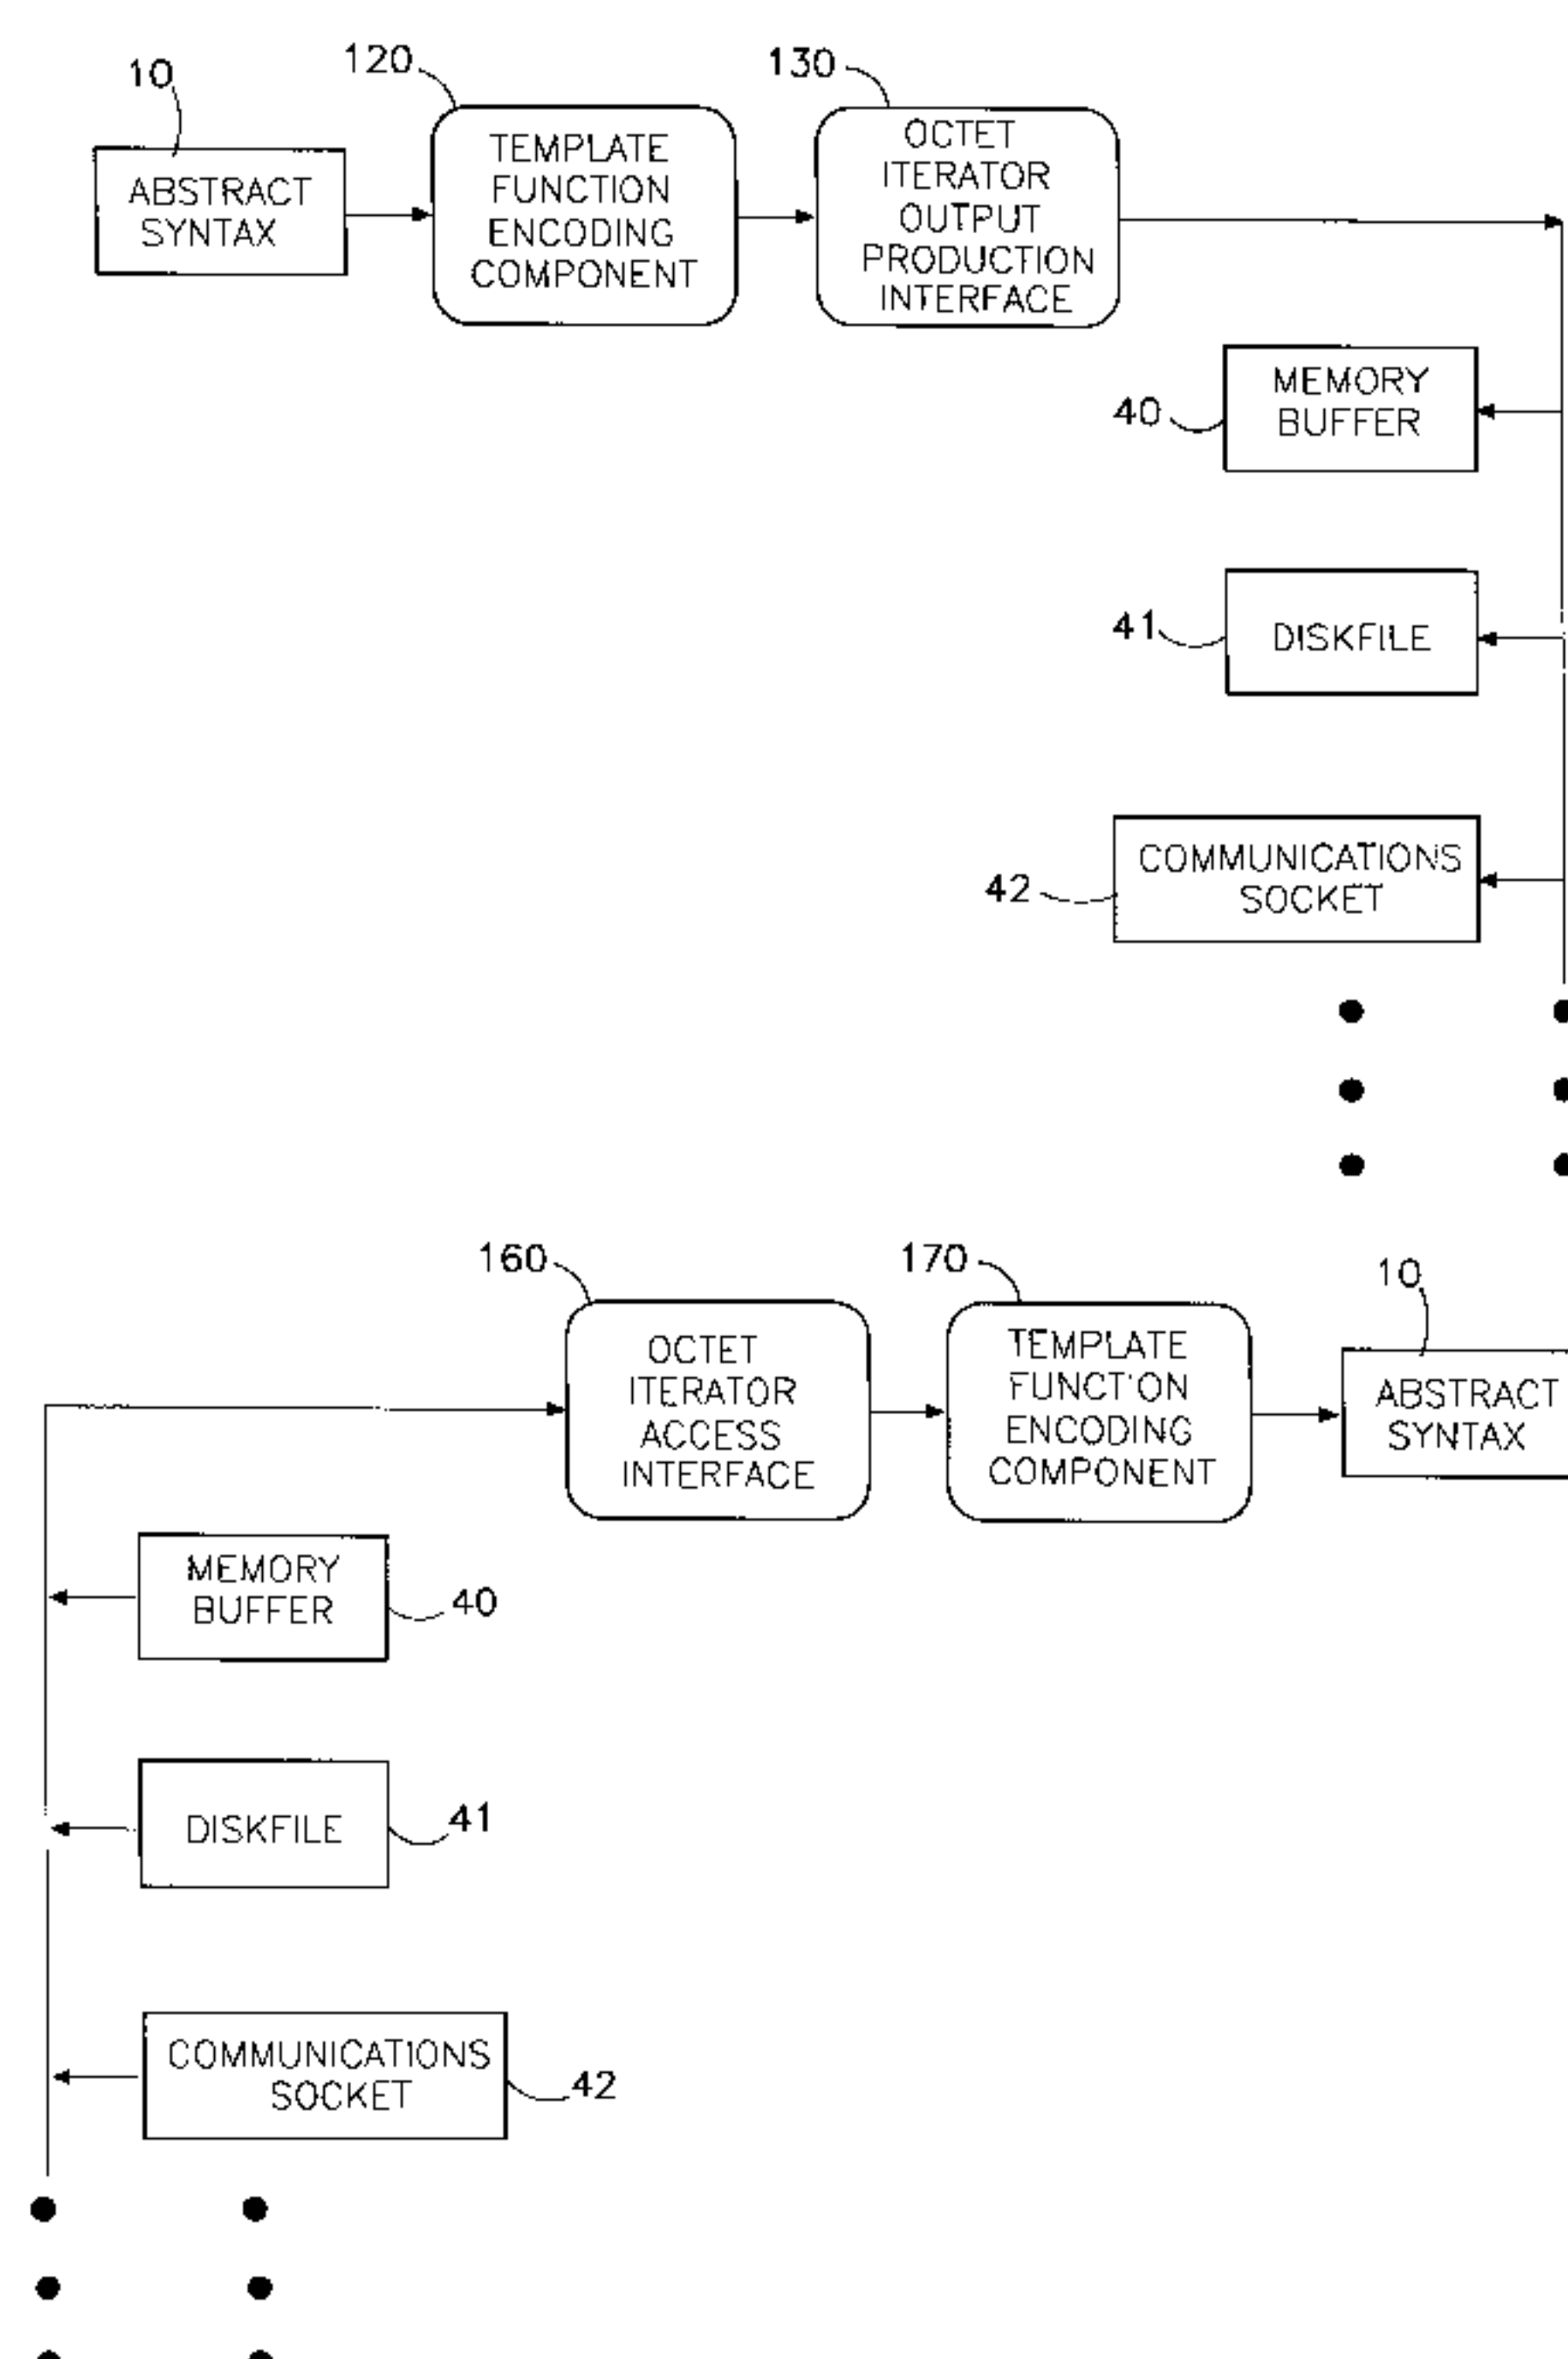 10
120
130
ABSTRACT
SYNTAX
TEMPLATE
FUNCTION
ENCODING
COMPONENT
OCTET
ITERATOR
OUTPUT
PRODUCTION
INTERFACE
40
MEMORY
BUFFER
41
DISKFILE
42
COMMUNICATIONS
SOCKET
160
170
10
OCTET
ITERATOR
ACCESS
INTERFACE
TEMPLATE
FUNCTION
ENCODING
COMPONENT
ABSTRACT
SYNTAX
MEMORY
BUFFER
40
DISKFILE
41
COMMUNICATIONS
SOCKET
42